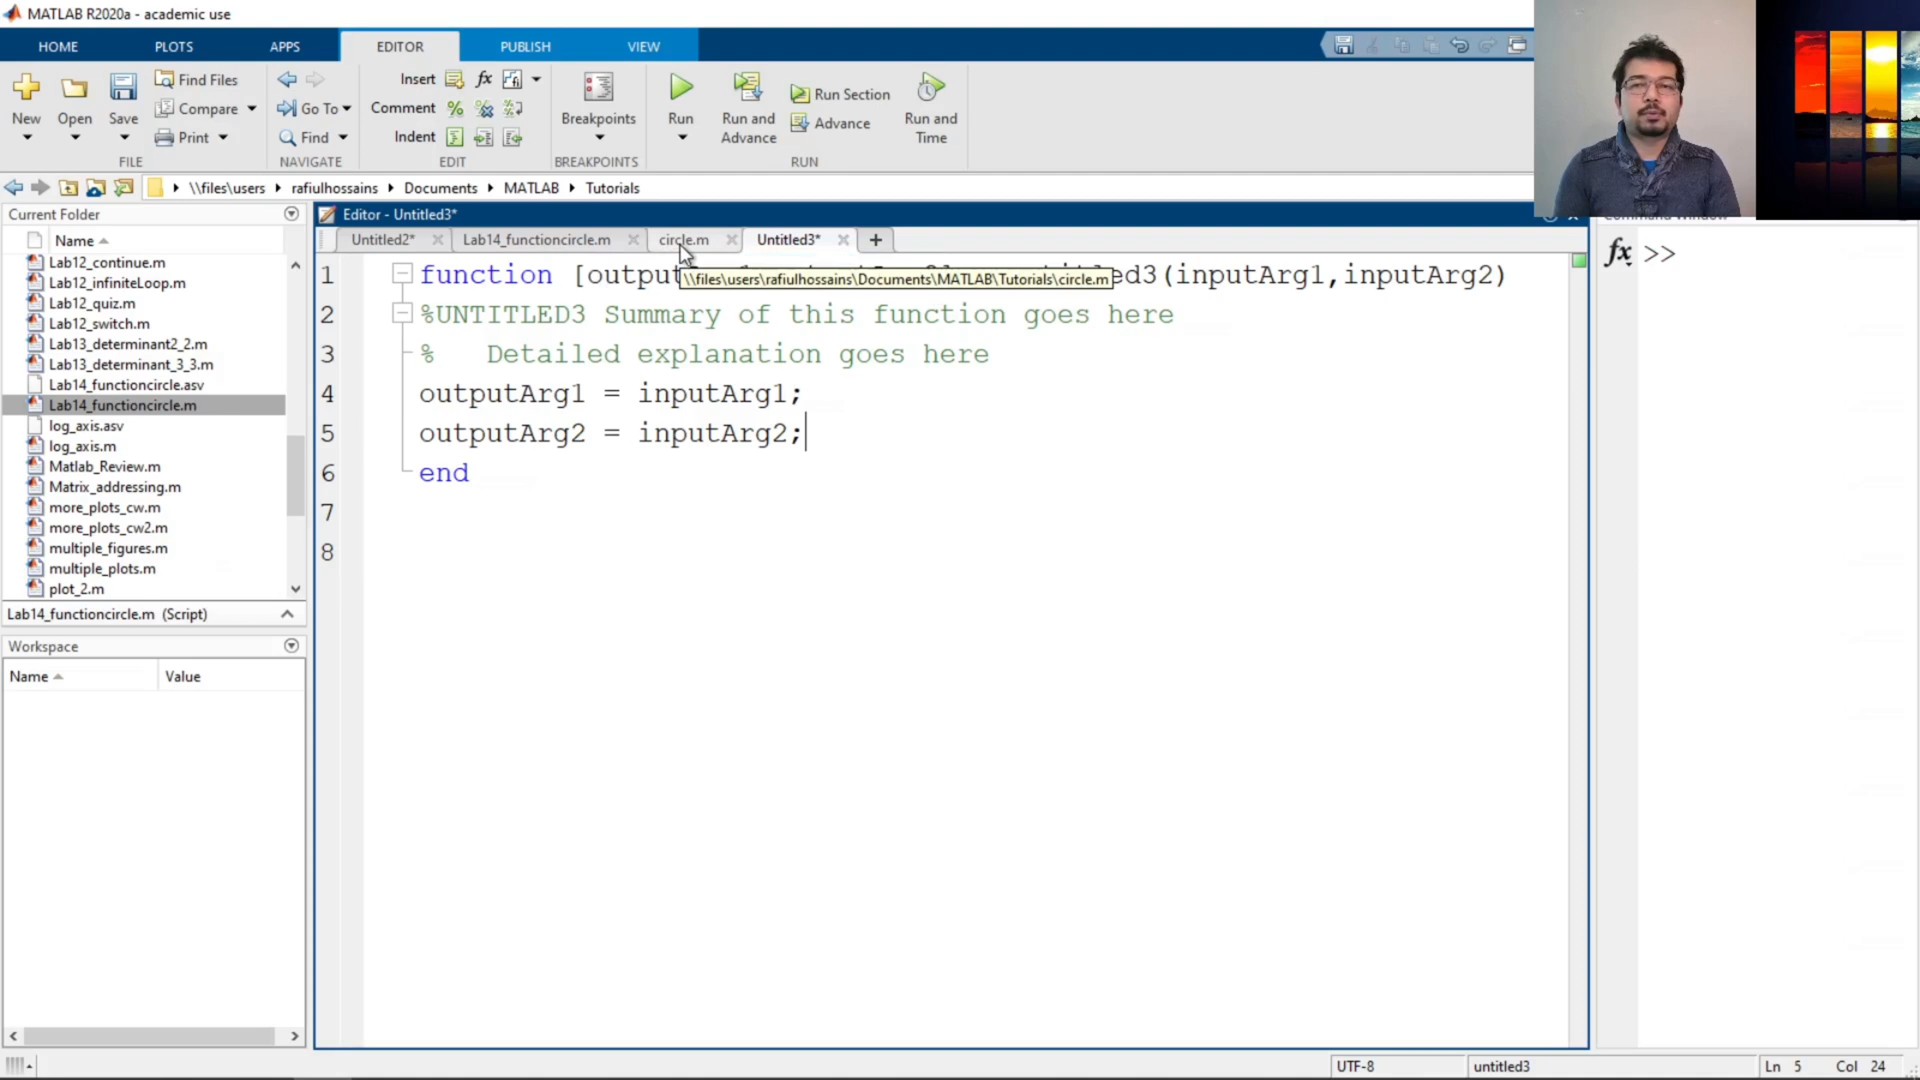 MATLAB R2020a - academic use
HOME PLOTS APPS EDITOR PUBLISH VIEW
New Open Save Find Files Compare Print
FILE
Go To Find
NAVIGATE
Insert fx
Comment %
Indent
EDIT
Breakpoints
BREAKPOINTS
Run Run and Advance Run Section Advance Run and Time
RUN
\\files\users rafiulhossains Documents MATLAB Tutorials
Current Folder
Name
Lab12_continue.m
Lab12_infiniteLoop.m
Lab12_quiz.m
Lab12_switch.m
Lab13_determinant2_2.m
Lab13_determinant_3_3.m
Lab14_functioncircle.asv
Lab14_functioncircle.m
log_axis.asv
log_axis.m
Matlab_Review.m
Matrix_addressing.m
more_plots_cw.m
more_plots_cw2.m
multiple_figures.m
multiple_plots.m
plot_2.m
Lab14_functioncircle.m (Script)
Workspace
Name Value
Editor - Untitled3*
Untitled2* Lab14_functioncircle.m circle.m Untitled3* +
1 function [outpu ed3(inputArg1,inputArg2)
\\files\users\rafiulhossains\Documents\MATLAB\Tutorials\circle.m
2 %UNTITLED3 Summary of this function goes here
3 % Detailed explanation goes here
4 outputArg1 = inputArg1;
5 outputArg2 = inputArg2;
6 end
7
8
fx >>
UTF-8 untitled3 Ln 5 Col 24